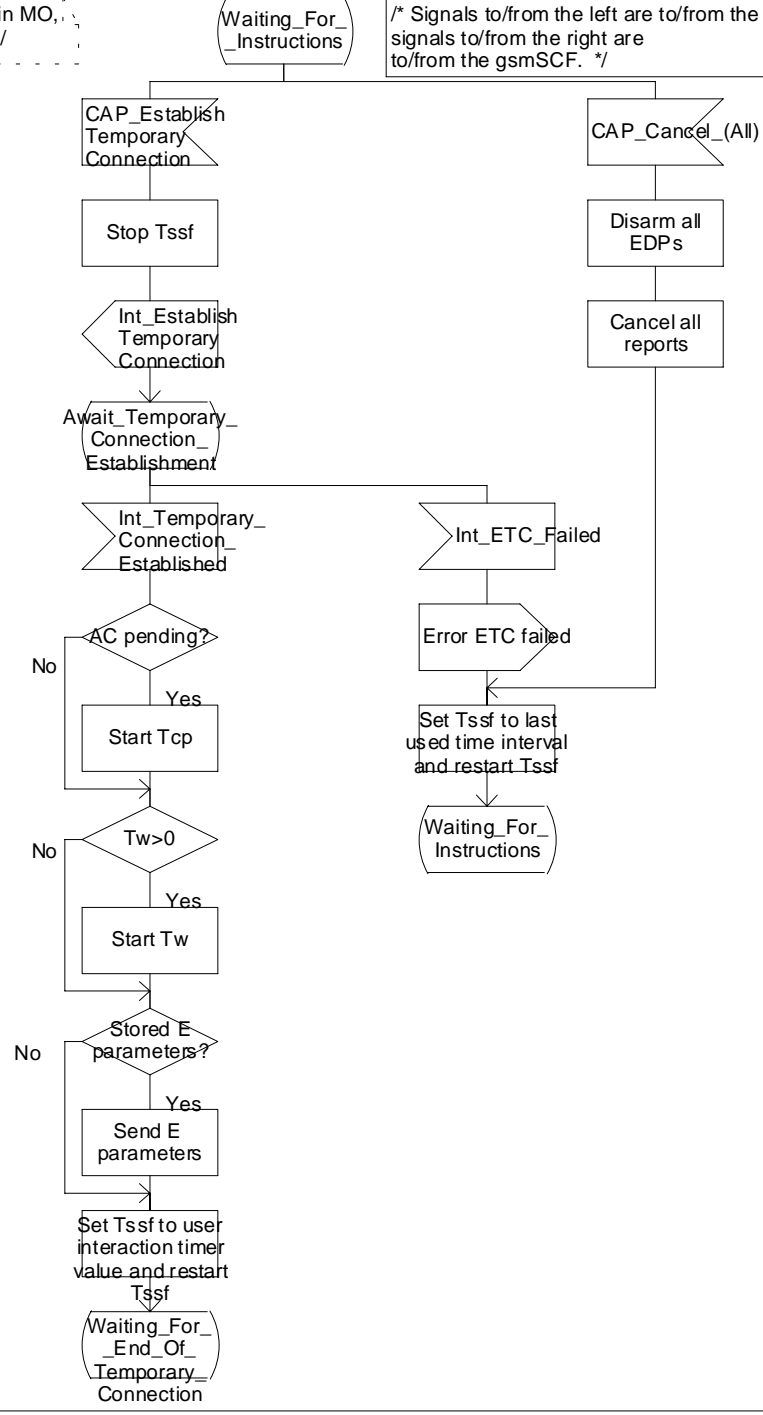 in MO,
/
Waiting_For_
_Instructions
/* Signals to/from the left are to/from the
signals to/from the right are
to/from the gsmSCF. */
CAP_Establish
Temporary
Connection
CAP_Cancel_(All)
Stop Tssf
Disarm all
EDPs
Int_Establish
Temporary
Connection
Cancel all
reports
Await_Temporary_
Connection_
Establishment
Int_Temporary_
Connection_
Established
Int_ETC_Failed
AC pending?
Error ETC failed
No
Yes
Start Tcp
Set Tssf to last
used time interval
and restart Tssf
Tw>0
No
Waiting_For_
Instructions
Yes
Start Tw
Stored E
parameters?
No
Yes
Send E
parameters
Set Tssf to user
interaction timer
value and restart
Tssf
Waiting_For_
_End_Of_
Temporary_
Connection